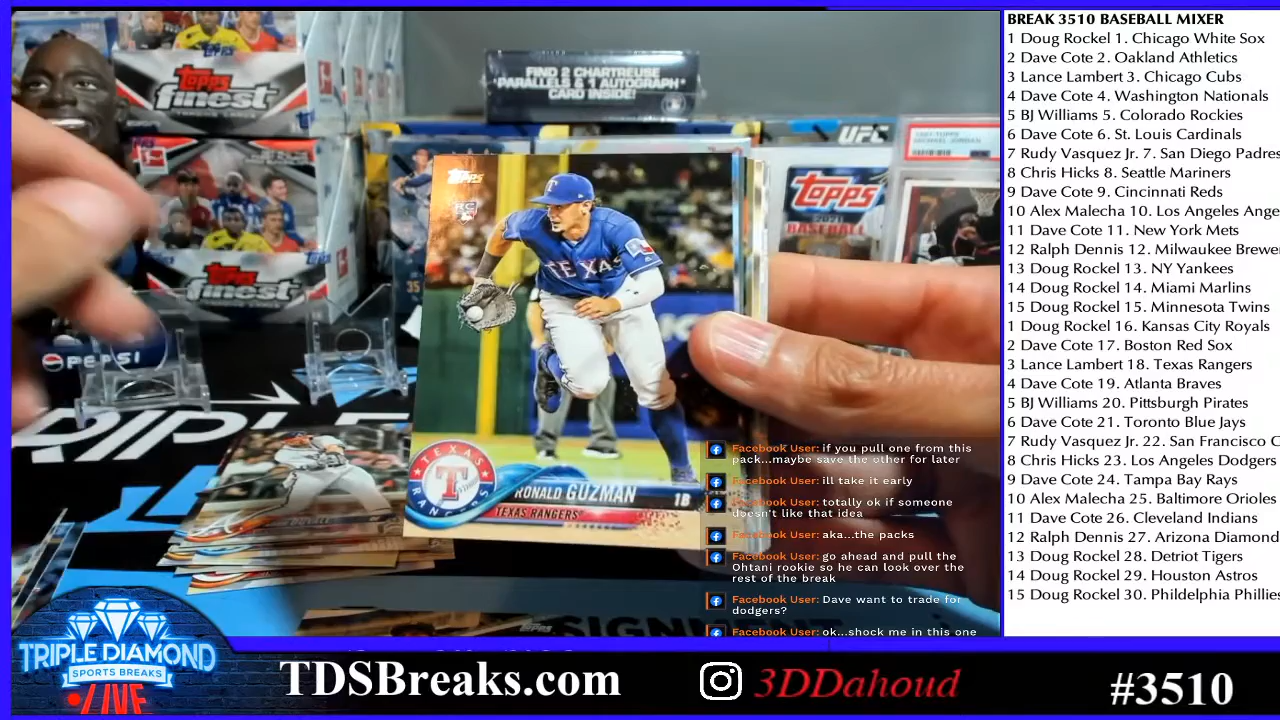 topps
finest
FIND 2 CHARTREUSE
PARALLELS & 1 AUTOGRAPH
CARD INSIDE!
topps
finest
UFC
topps
2021
BASEBALL
MICHAEL JORDAN
PEPSI
35
topps
RC
T
TEXAS
TEXAS
RANGERS
RONALD GUZMAN 1B
TEXAS RANGERS
Facebook User: if you pull one from this
pack...maybe save the other for later
Facebook User: ill take it early
Facebook User: totally ok if someone
doesn't like that idea
Facebook User: aka...the packs
Facebook User: go ahead and pull the
Ohtani rookie so he can look over the
rest of the break
Facebook User: Dave want to trade for
dodgers?
Facebook User: ok...shock me in this one
BREAK 3510 BASEBALL MIXER
1 Doug Rockel 1. Chicago White Sox
2 Dave Cote 2. Oakland Athletics
3 Lance Lambert 3. Chicago Cubs
4 Dave Cote 4. Washington Nationals
5 BJ Williams 5. Colorado Rockies
6 Dave Cote 6. St. Louis Cardinals
7 Rudy Vasquez Jr. 7. San Diego Padres
8 Chris Hicks 8. Seattle Mariners
9 Dave Cote 9. Cincinnati Reds
10 Alex Malecha 10. Los Angeles Ange
11 Dave Cote 11. New York Mets
12 Ralph Dennis 12. Milwaukee Brewe
13 Doug Rockel 13. NY Yankees
14 Doug Rockel 14. Miami Marlins
15 Doug Rockel 15. Minnesota Twins
1 Doug Rockel 16. Kansas City Royals
2 Dave Cote 17. Boston Red Sox
3 Lance Lambert 18. Texas Rangers
4 Dave Cote 19. Atlanta Braves
5 BJ Williams 20. Pittsburgh Pirates
6 Dave Cote 21. Toronto Blue Jays
7 Rudy Vasquez Jr. 22. San Francisco G
8 Chris Hicks 23. Los Angeles Dodgers
9 Dave Cote 24. Tampa Bay Rays
10 Alex Malecha 25. Baltimore Orioles
11 Dave Cote 26. Cleveland Indians
12 Ralph Dennis 27. Arizona Diamond
13 Doug Rockel 28. Detriot Tigers
14 Doug Rockel 29. Houston Astros
15 Doug Rockel 30. Phildelphia Phillies
TRIPLE DIAMOND
SPORTS BREAKS
LIVE
TDSBreaks.com
3DDahoud
#3510